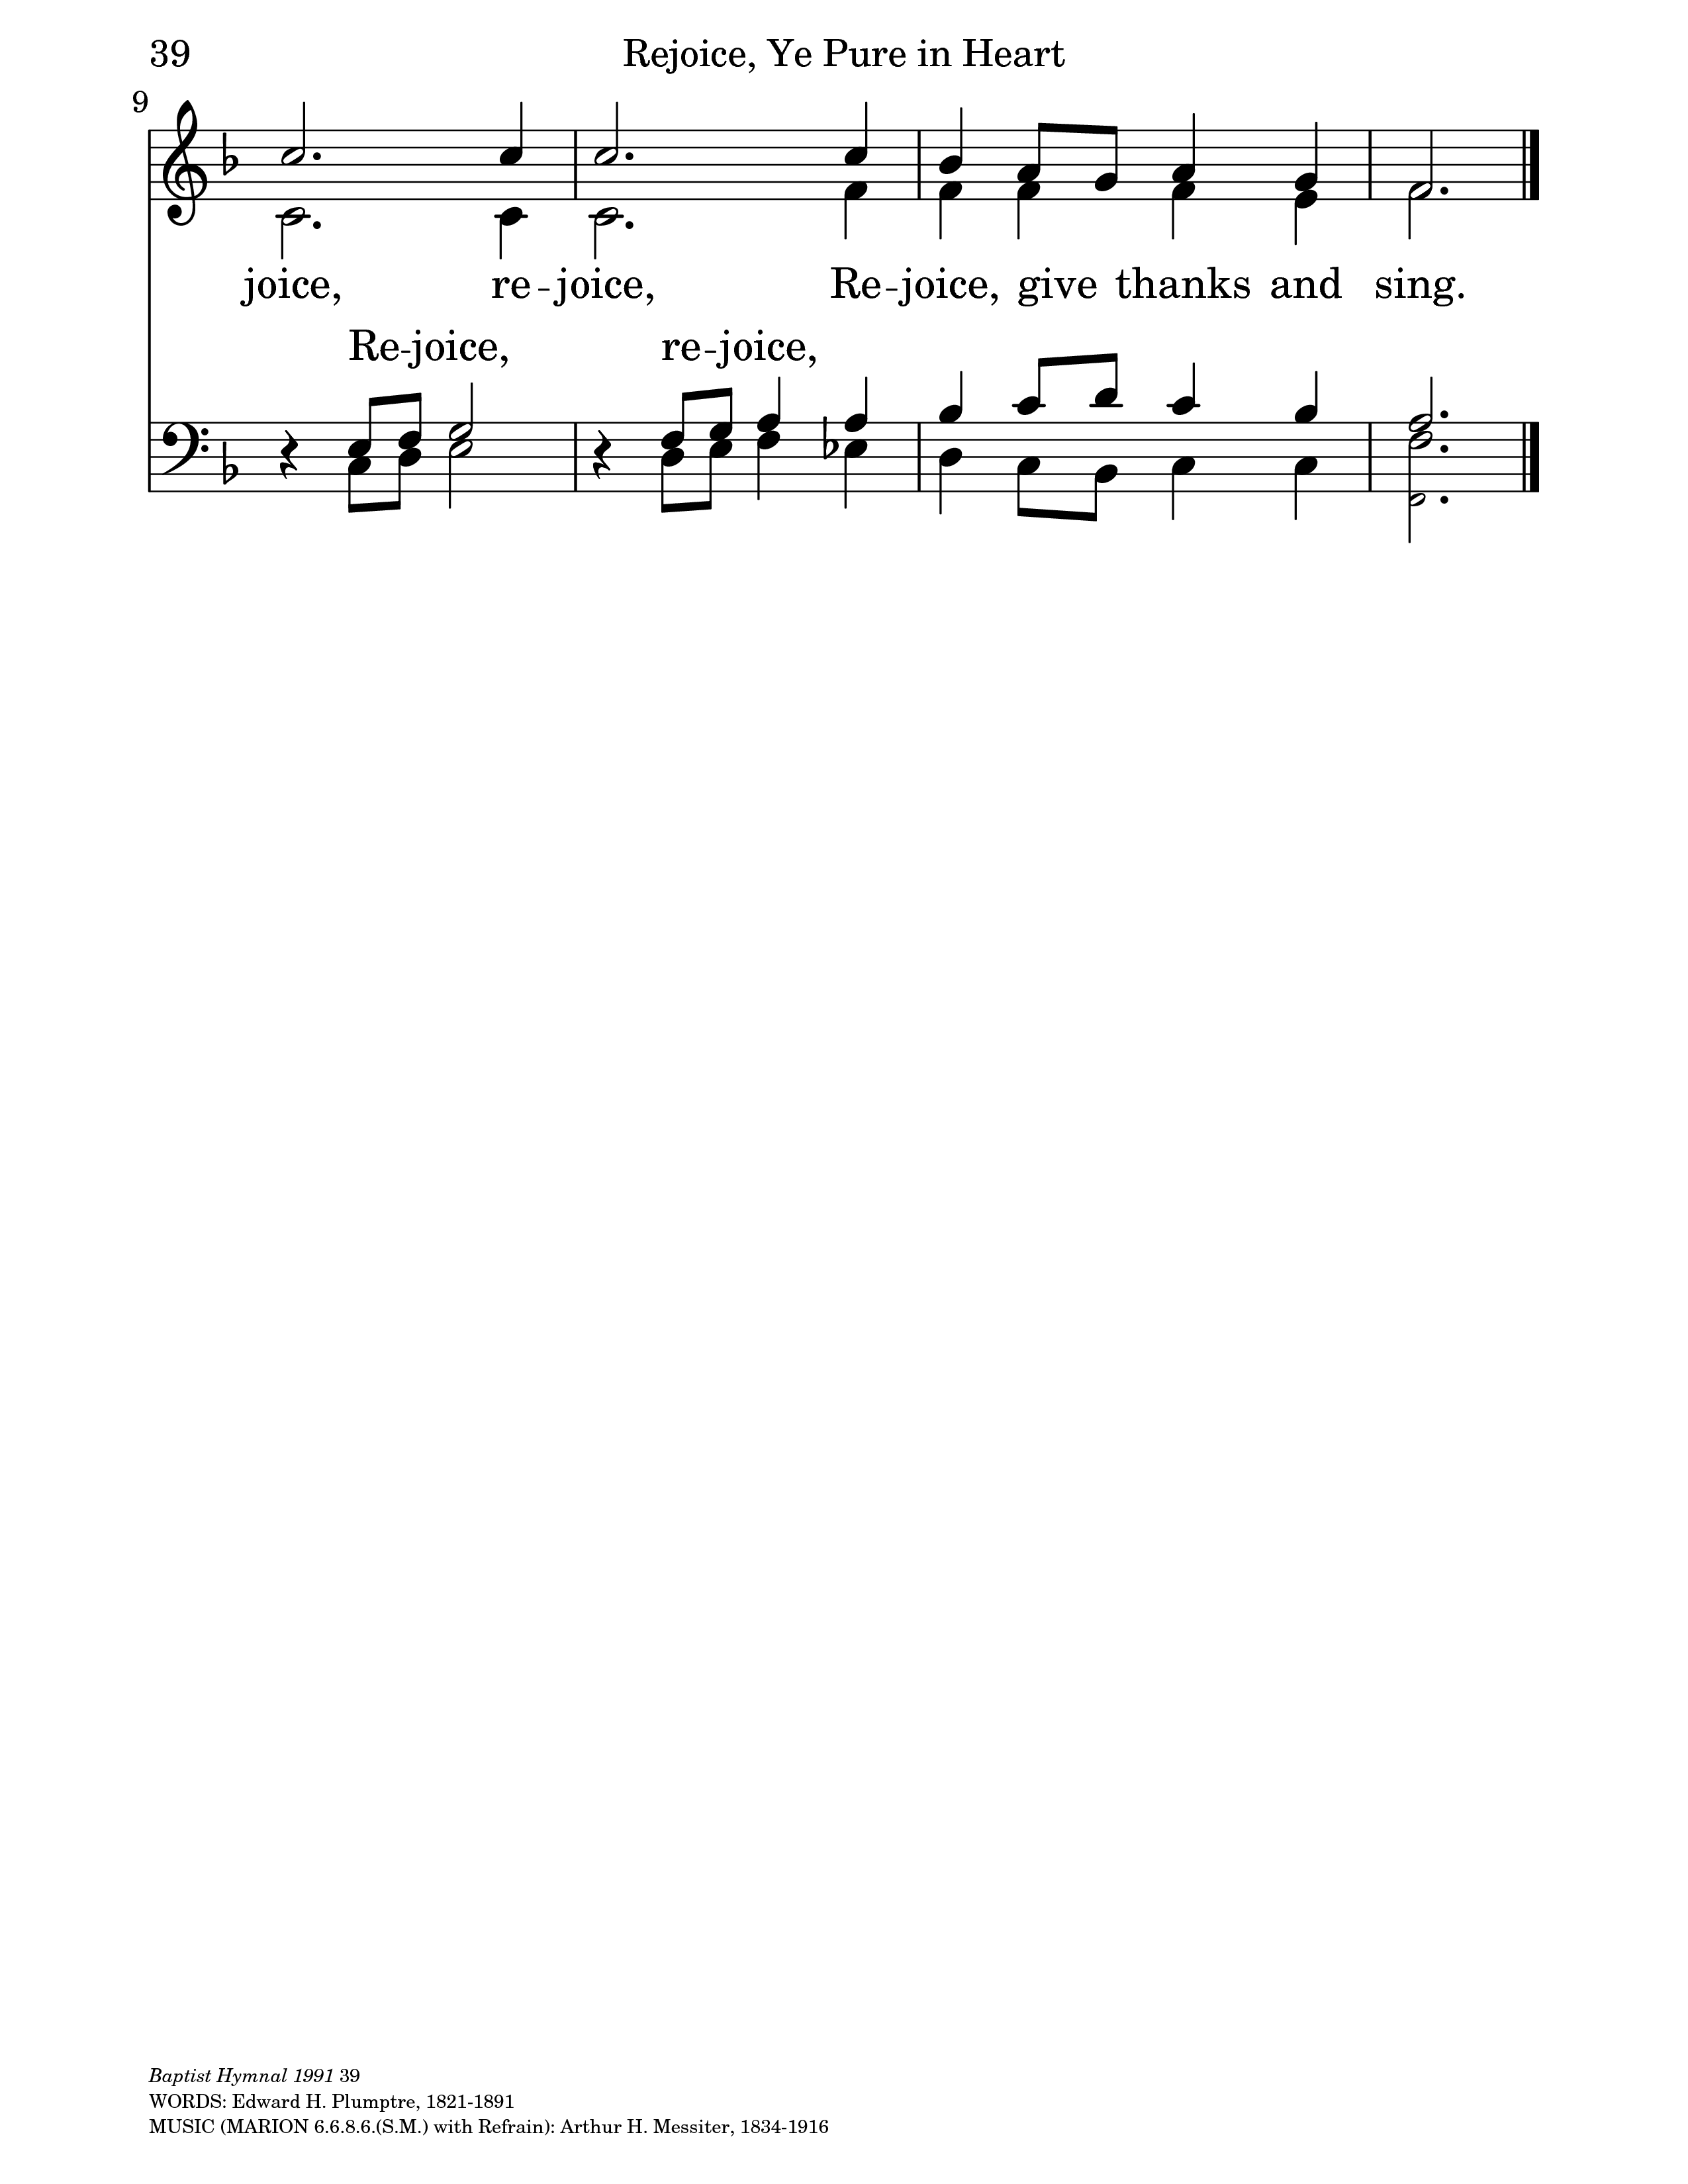 39 Rejoice, Ye Pure in Heart
9
joice, re - joice, Re - joice, give thanks and sing.
Re - joice, re - joice,
Baptist Hymnal 1991 39
WORDS: Edward H. Plumptre, 1821-1891
MUSIC (MARION 6.6.8.6.(S.M.) with Refrain): Arthur H. Messiter, 1834-1916